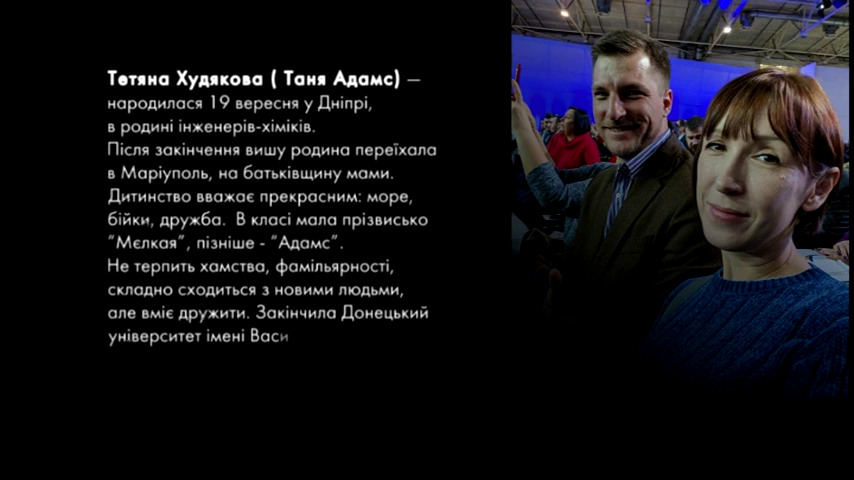 Тетяна Худякова ( Таня Адамс) —
народилася 19 вересня у Дніпрі,
в родині інженерів-хіміків.
Після закінчення вишу родина переїхала
в Маріуполь, на батьківщину мами.
Дитинство вважає прекрасним: море,
бійки, дружба.  В класі мала прізвисько
“Мєлкая”, пізніше - “Адамс”.
Не терпить хамства, фамільярності,
складно сходиться з новими людьми,
але вміє дружити. Закінчила Донецький
університет імені Васи